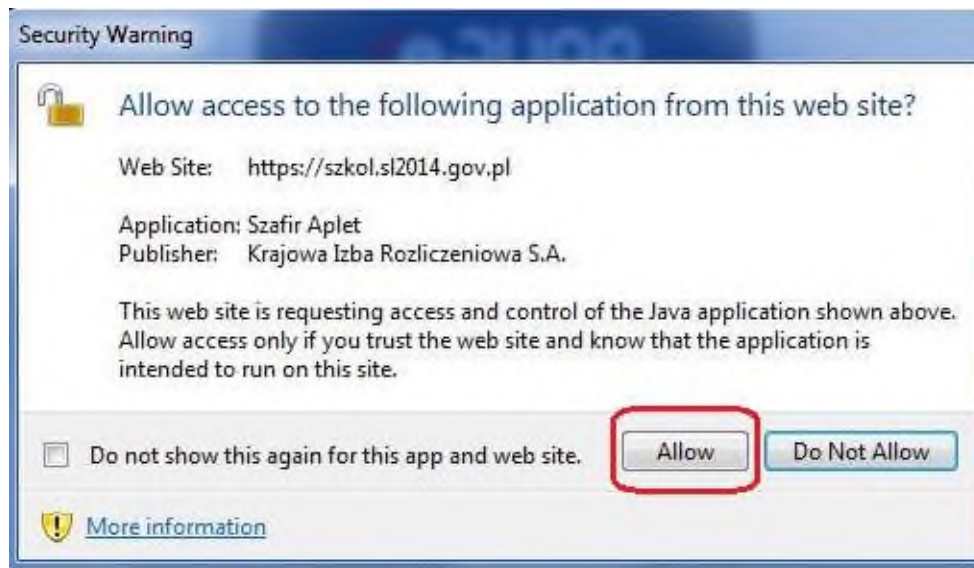 Security Warning
Allow access to the following application from this web site?
Web Site: https://szkol.sl2014.gov.pl
Application: Szafir Aplet
Publisher: Krajowa Izba Rozliczeniowa S.A.
This web site is requesting access and control of the Java application shown above.
Allow access only if you trust the web site and know that the application is
intended to run on this site.
Do not show this again for this app and web site.
Allow
Do Not Allow
More information